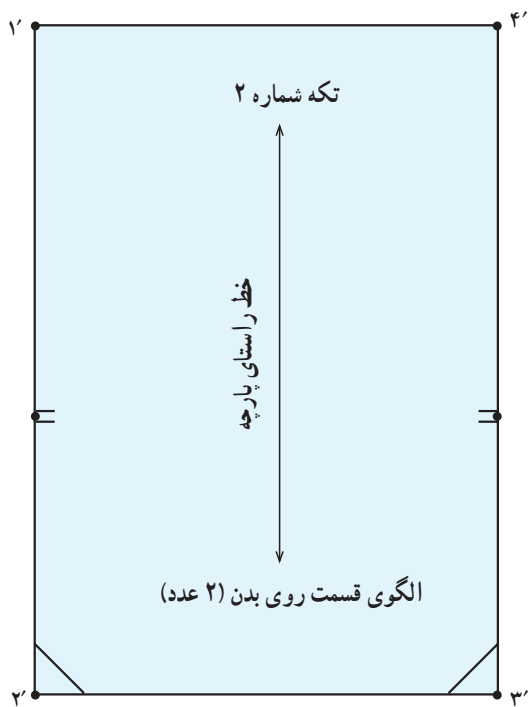 ۱′
۴′
تکه شماره ۲
خط راستای پارچه
الگوی قسمت روی بدن (۲ عدد)
۲′
۳′